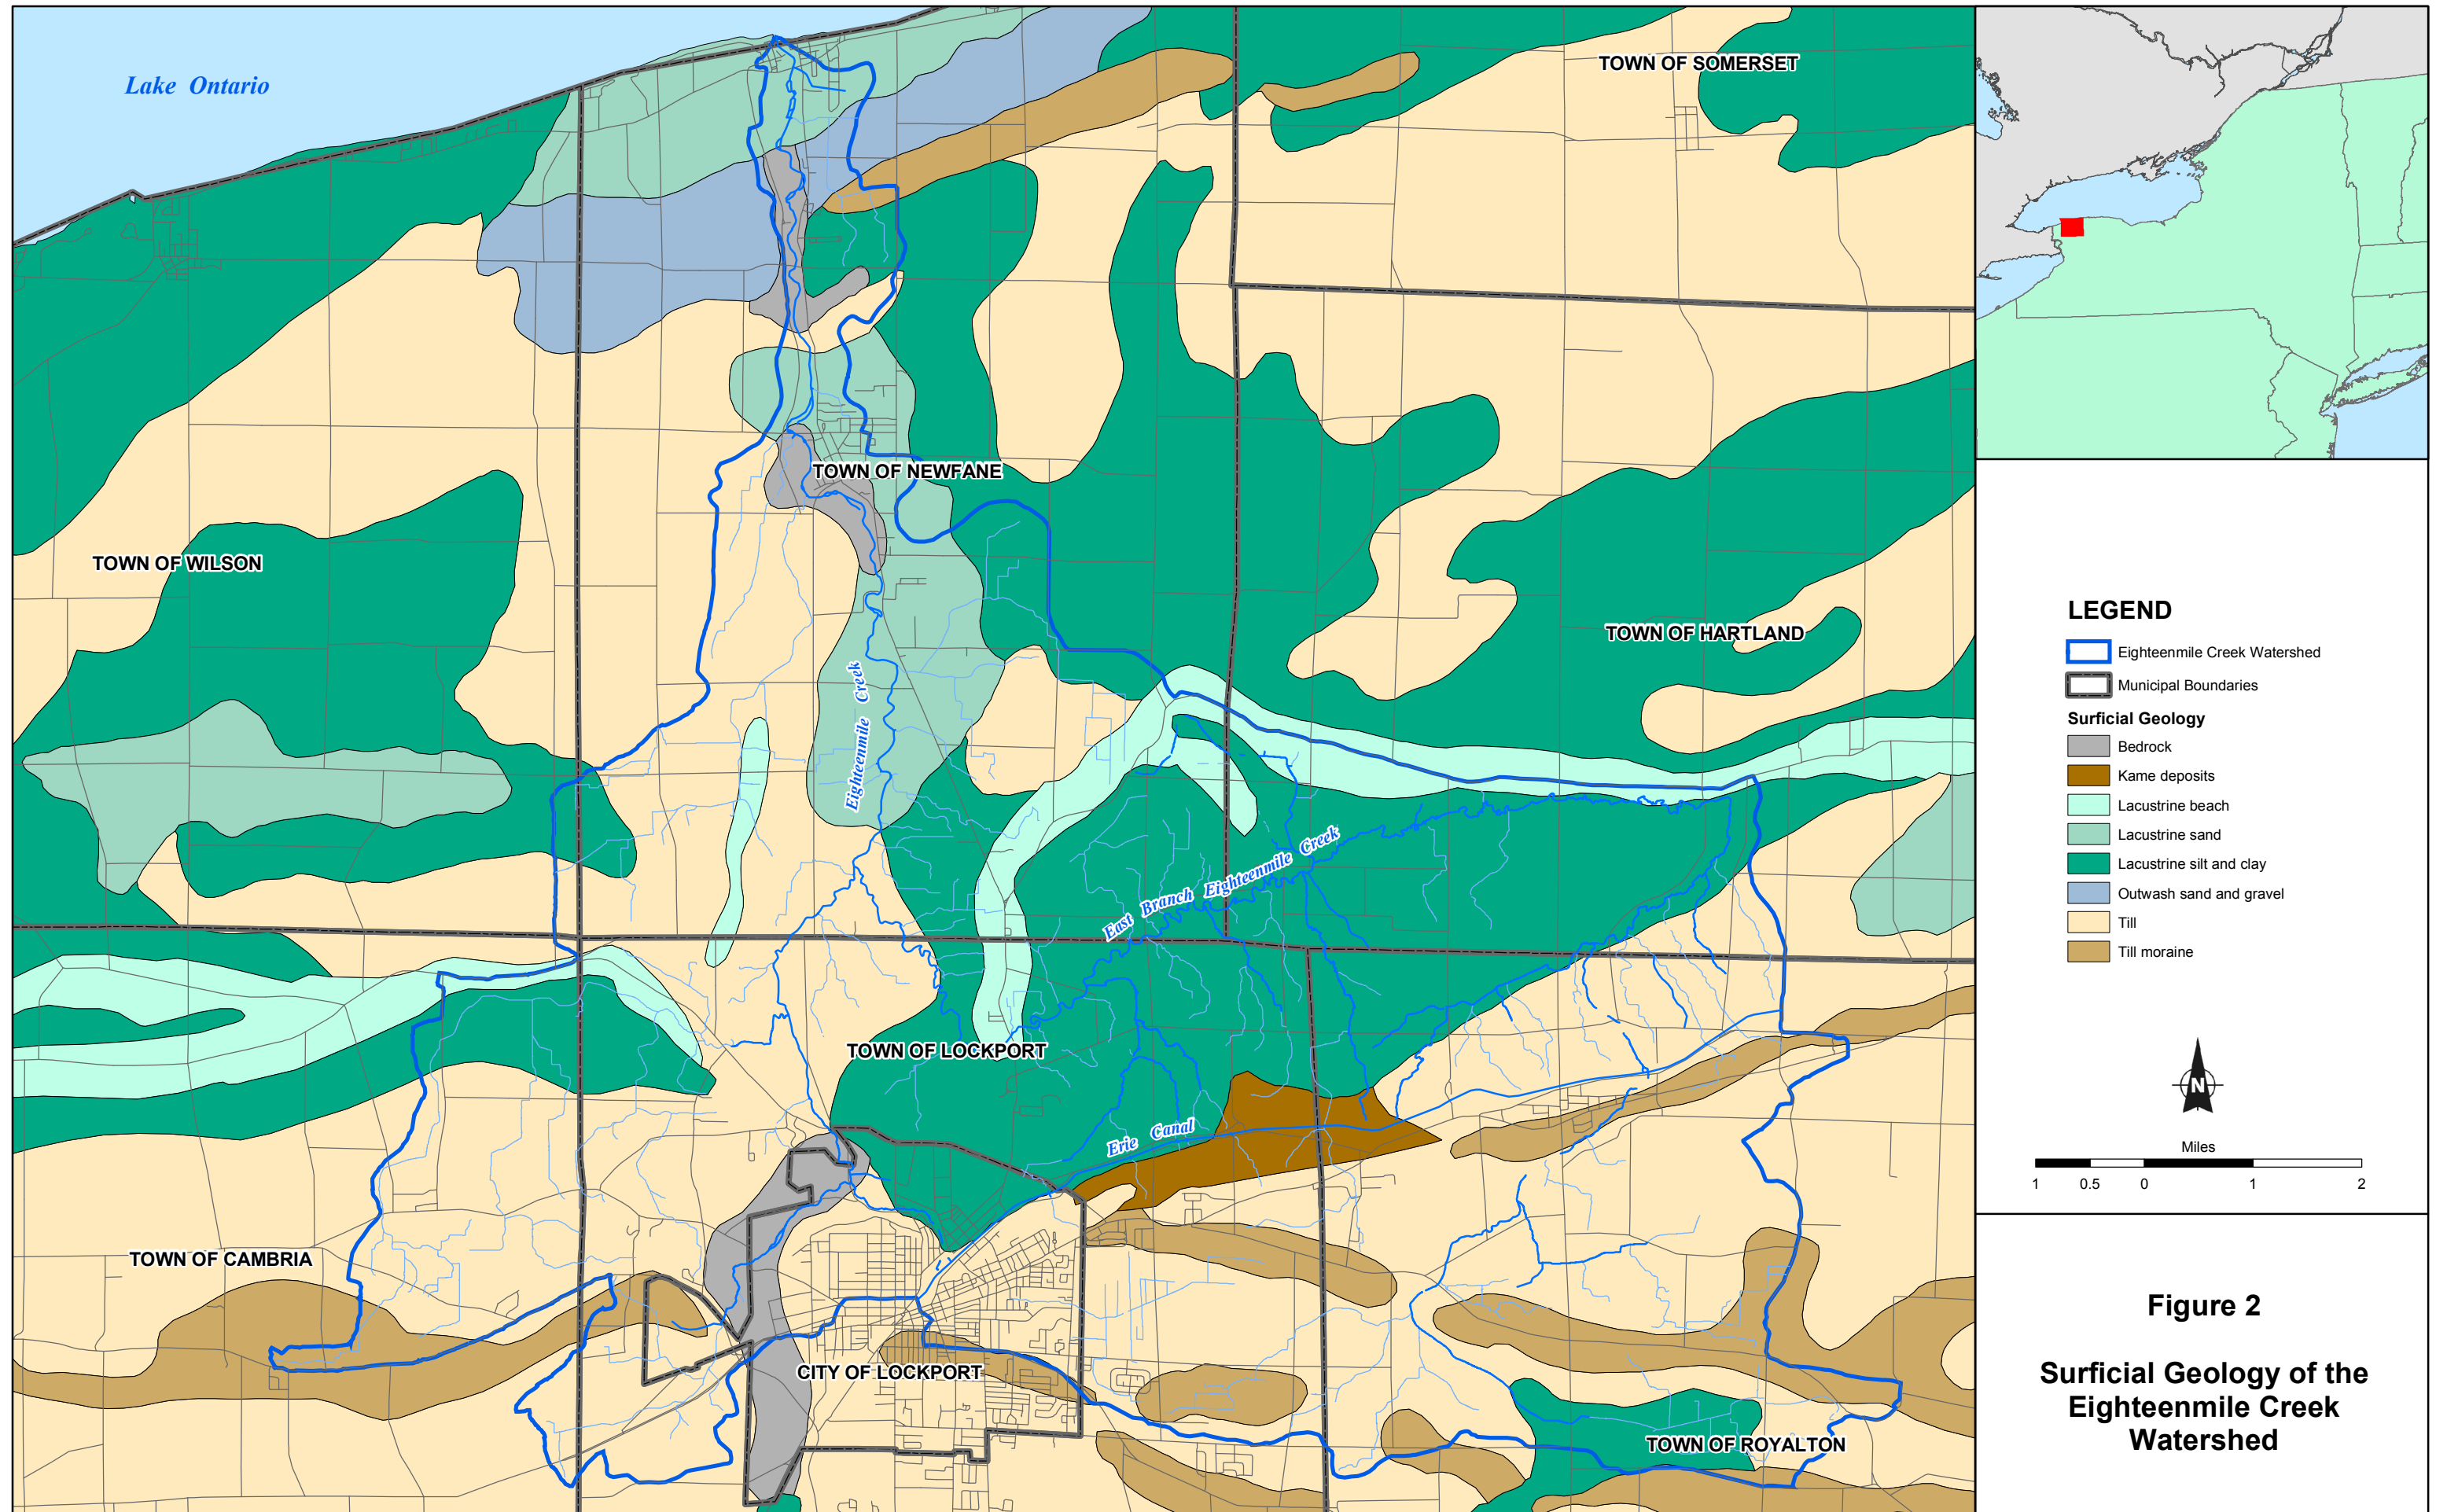 Lake Ontario
TOWN OF SOMERSET
TOWN OF NEWFANE
TOWN OF WILSON
TOWN OF HARTLAND
Eighteenmile Creek
East Branch Eighteenmile Creek
TOWN OF LOCKPORT
Erie Canal
TOWN OF CAMBRIA
CITY OF LOCKPORT
TOWN OF ROYALTON
LEGEND
Eighteenmile Creek Watershed
Municipal Boundaries
Surficial Geology
Bedrock
Kame deposits
Lacustrine beach
Lacustrine sand
Lacustrine silt and clay
Outwash sand and gravel
Till
Till moraine
N
Miles
1 0.5 0 1 2
Figure 2
Surficial Geology of the
Eighteenmile Creek
Watershed